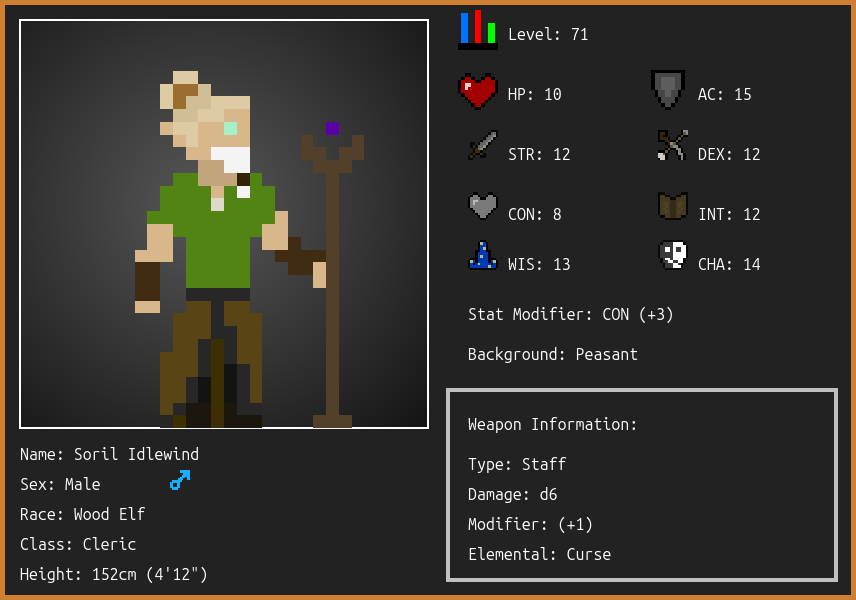 Level: 71
HP: 10
AC: 15
STR: 12
DEX: 12
CON: 8
INT: 12
WIS: 13
CHA: 14
Stat Modifier: CON (+3)
Background: Peasant
Weapon Information:
Type: Staff
Damage: d6
Modifier: (+1)
Elemental: Curse
Name: Soril Idlewind
Sex: Male
Race: Wood Elf
Class: Cleric
Height: 152cm (4'12")